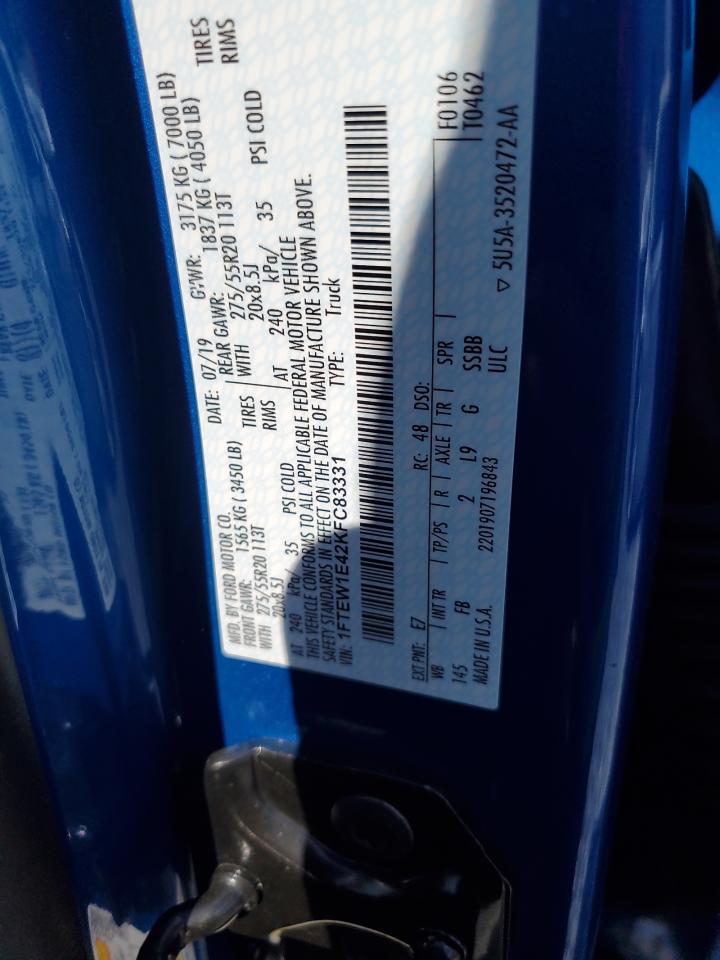 MFD. BY FORD MOTOR CO.
DATE: 07/19 GVWR: 3175 KG ( 7000 LB)
FRONT GAWR: 1565 KG ( 3450 LB)
REAR GAWR: 1837 KG ( 4050 LB)
WITH 275/55R20 113T TIRES
WITH 275/55R20 113T TIRES
20x8.5J RIMS
20x8.5J RIMS
AT 240 kPa/ 35 PSI COLD
AT 240 kPa/ 35 PSI COLD
THIS VEHICLE CONFORMS TO ALL APPLICABLE FEDERAL MOTOR VEHICLE
SAFETY STANDARDS IN EFFECT ON THE DATE OF MANUFACTURE SHOWN ABOVE.
VIN: 1FTEW1E42KFC83331 TYPE: Truck
EXT PNT: E7 RC: 48 DSO: F0106
WB | INT TR | TP/PS | R | AXLE | TR | SPR | T0462
145 FB 2 L9 G SSBB
MADE IN U.S.A. 2201907196843 ULC ▽ 5U5A-3520472-AA